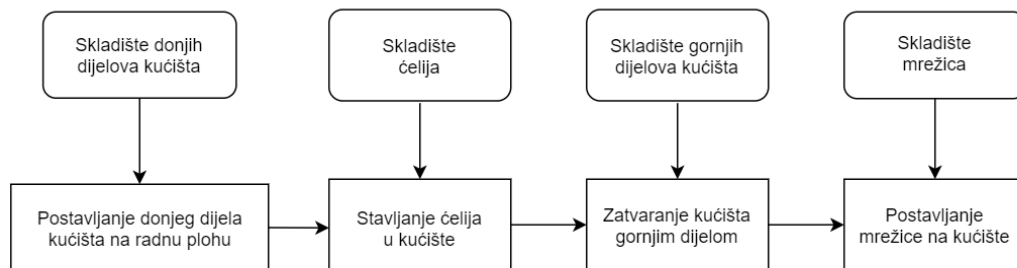 Skladište donjih
dijelova kućišta
Skladište
ćelija
Skladište gornjih
dijelova kućišta
Skladište
mrežica
Postavljanje donjeg dijela
kućišta na radnu plohu
Stavljanje ćelija
u kućište
Zatvaranje kućišta
gornjim dijelom
Postavljanje
mrežice na kućište